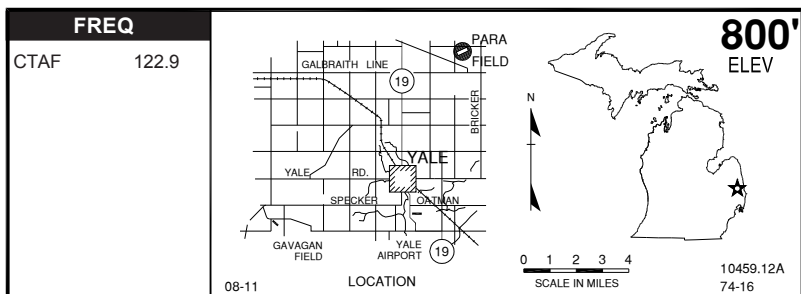 FREQ
CTAF 122.9
PARA
FIELD
GALBRAITH LINE
19
BRICKER
YALE
YALE RD.
SPECKER OATMAN
GAVAGAN
FIELD
YALE
AIRPORT
19
08-11
LOCATION
800'
ELEV
N
0 1 2 3 4
SCALE IN MILES
10459.12A
74-16